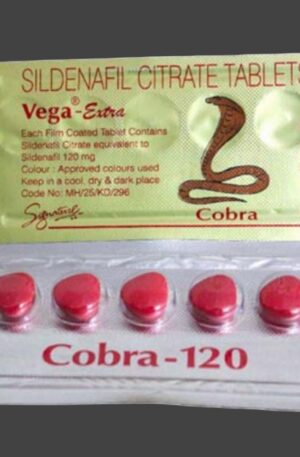 SILDENAFIL CITRATE TABLETS
Vega®-Extra
Each Film Coated Tablet Contains
Sildenafil Citrate equivalent to
Sildenafil 120 mg
Colour : Approved colours used
Keep in a cool, dry & dark place
Code No: MH/25/KD/296
Signature
Cobra
Cobra-120